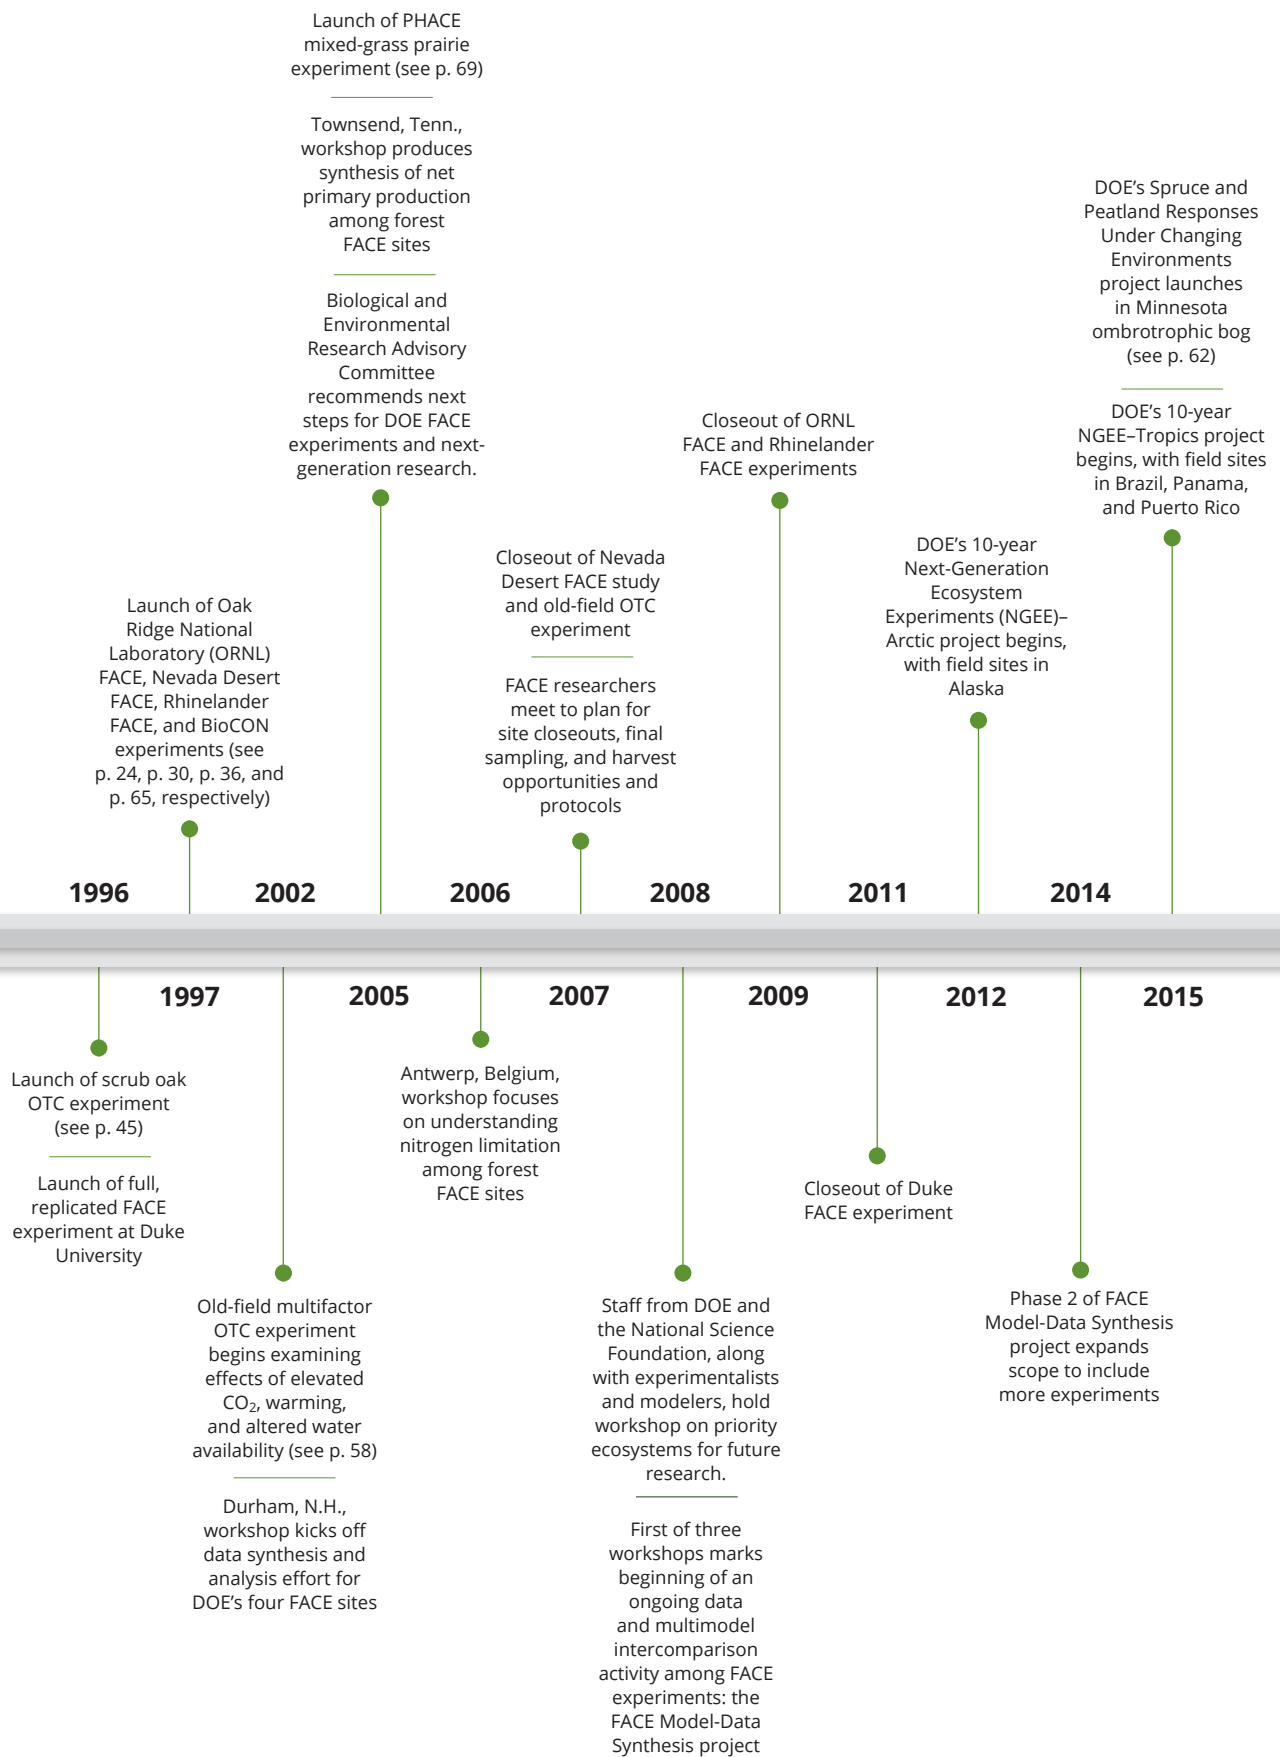 Launch of PHACE
mixed-grass prairie
experiment (see p. 69)
Townsend, Tenn.,
workshop produces
synthesis of net
primary production
among forest
FACE sites
Biological and
Environmental
Research Advisory
Committee
recommends next
steps for DOE FACE
experiments and next-
generation research.
DOE’s Spruce and
Peatland Responses
Under Changing
Environments
project launches
in Minnesota
ombrotrophic bog
(see p. 62)
DOE’s 10-year
NGEE–Tropics project
begins, with field sites
in Brazil, Panama,
and Puerto Rico
Closeout of ORNL
FACE and Rhinelander
FACE experiments
DOE’s 10-year
Next-Generation
Ecosystem
Experiments (NGEE)–
Arctic project begins,
with field sites in
Alaska
Closeout of Nevada
Desert FACE study
and old-field OTC
experiment
FACE researchers
meet to plan for
site closeouts, final
sampling, and harvest
opportunities and
protocols
Launch of Oak
Ridge National
Laboratory (ORNL)
FACE, Nevada Desert
FACE, Rhinelander
FACE, and BioCON
experiments (see
p. 24, p. 30, p. 36, and
p. 65, respectively)
1996 2002 2006 2008 2011 2014
1997 2005 2007 2009 2012 2015
Launch of scrub oak
OTC experiment
(see p. 45)
Launch of full,
replicated FACE
experiment at Duke
University
Old-field multifactor
OTC experiment
begins examining
effects of elevated
CO₂, warming,
and altered water
availability (see p. 58)
Durham, N.H.,
workshop kicks off
data synthesis and
analysis effort for
DOE’s four FACE sites
Antwerp, Belgium,
workshop focuses
on understanding
nitrogen limitation
among forest
FACE sites
Staff from DOE and
the National Science
Foundation, along
with experimentalists
and modelers, hold
workshop on priority
ecosystems for future
research.
First of three
workshops marks
beginning of an
ongoing data
and multimodel
intercomparison
activity among FACE
experiments: the
FACE Model-Data
Synthesis project
Closeout of Duke
FACE experiment
Phase 2 of FACE
Model-Data Synthesis
project expands
scope to include
more experiments